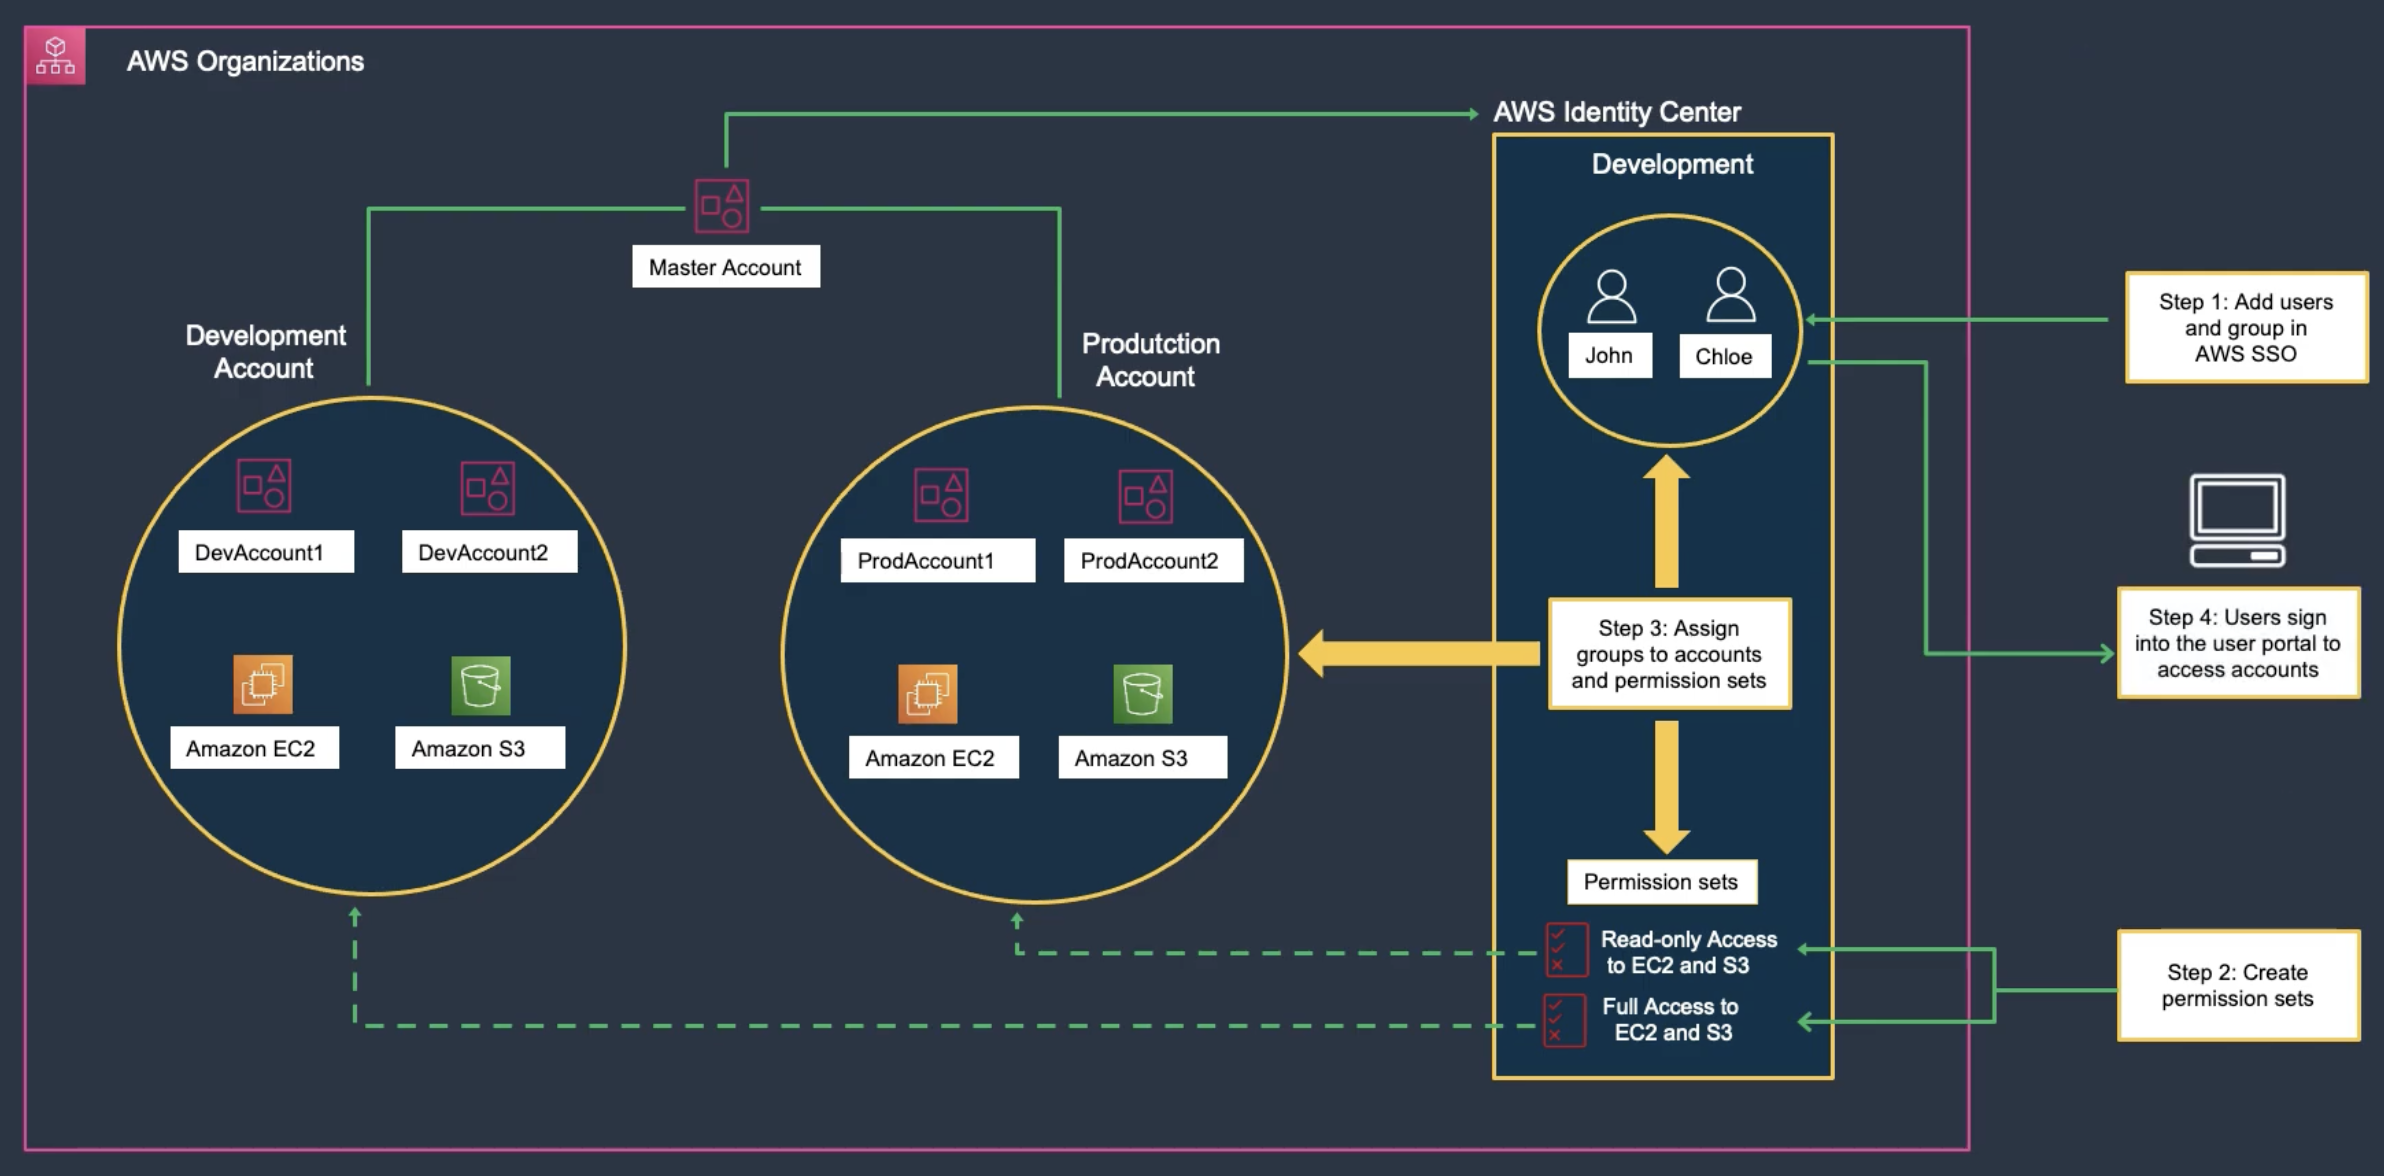 AWS Organizations
AWS Identity Center
Development
Master Account
John
Chloe
Step 1: Add users
and group in
AWS SSO
Development
Account
Produtction
Account
DevAccount1
DevAccount2
ProdAccount1
ProdAccount2
Amazon EC2
Amazon S3
Amazon EC2
Amazon S3
Step 3: Assign
groups to accounts
and permission sets
Step 4: Users sign
into the user portal to
access accounts
Permission sets
Read-only Access
to EC2 and S3
Full Access to
EC2 and S3
Step 2: Create
permission sets